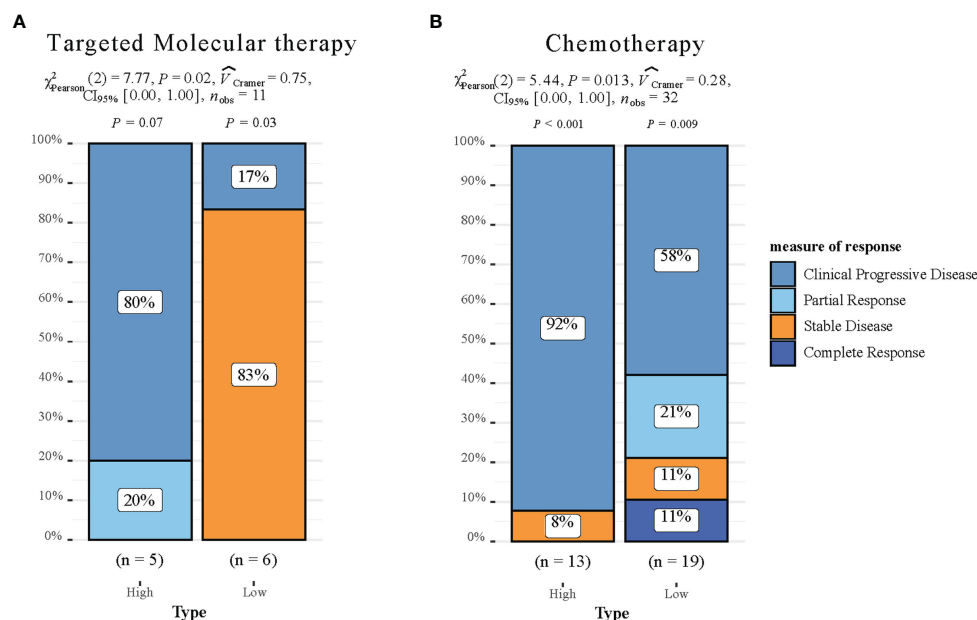 A
Targeted Molecular therapy
χ²Pearson (2) = 7.77, P = 0.02, V̂Cramer = 0.75,
CI95% [0.00, 1.00], nobs = 11
P = 0.07 P = 0.03
100%
90%
80%
70%
60%
50%
40%
30%
20%
10%
0%
80%
20%
17%
83%
(n = 5) (n = 6)
High Low
Type
B
Chemotherapy
χ²Pearson (2) = 5.44, P = 0.013, V̂Cramer = 0.28,
CI95% [0.00, 1.00], nobs = 32
P < 0.001 P = 0.009
100%
90%
80%
70%
60%
50%
40%
30%
20%
10%
0%
92%
8%
58%
21%
11%
11%
(n = 13) (n = 19)
High Low
Type
measure of response
Clinical Progressive Disease
Partial Response
Stable Disease
Complete Response